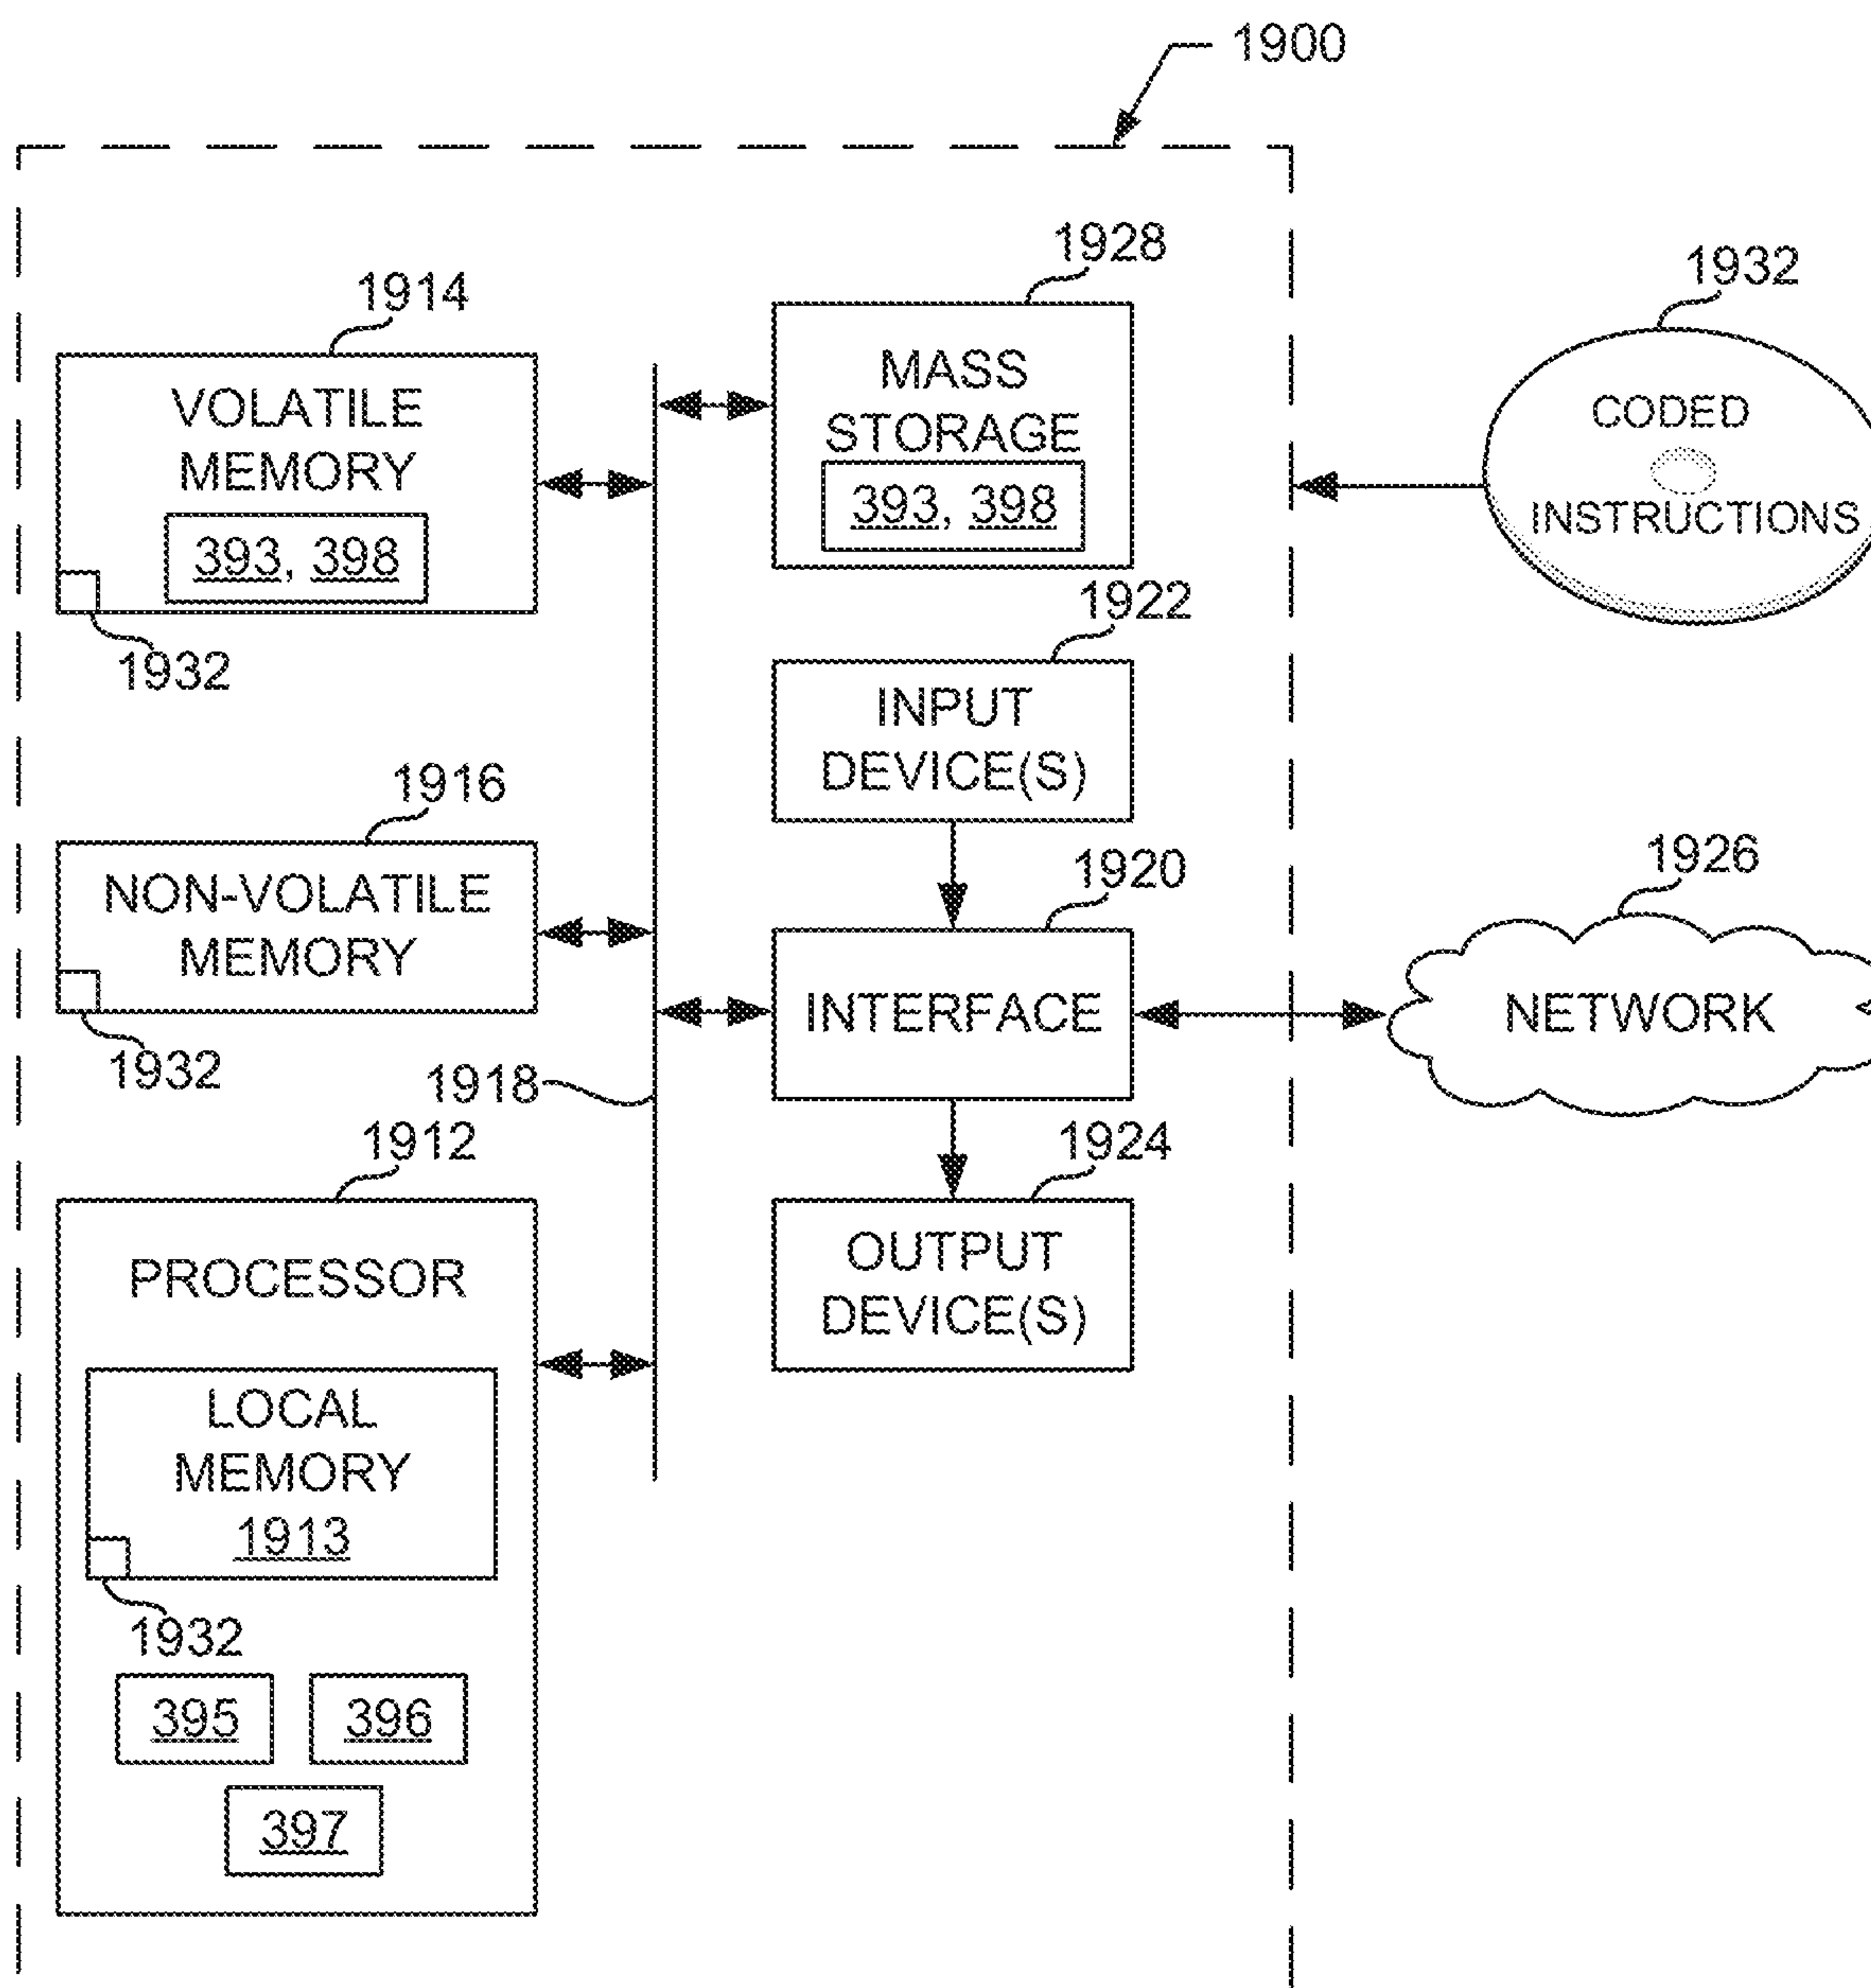 1900
1928
1932
1914
MASS
STORAGE
393, 398
VOLATILE
MEMORY
393, 398
CODED
INSTRUCTIONS
1922
1932
INPUT
DEVICE(S)
1916
1920
1926
NON-VOLATILE
MEMORY
INTERFACE
NETWORK
1932
1918
1912
1924
PROCESSOR
OUTPUT
DEVICE(S)
LOCAL
MEMORY
1913
1932
395
396
397